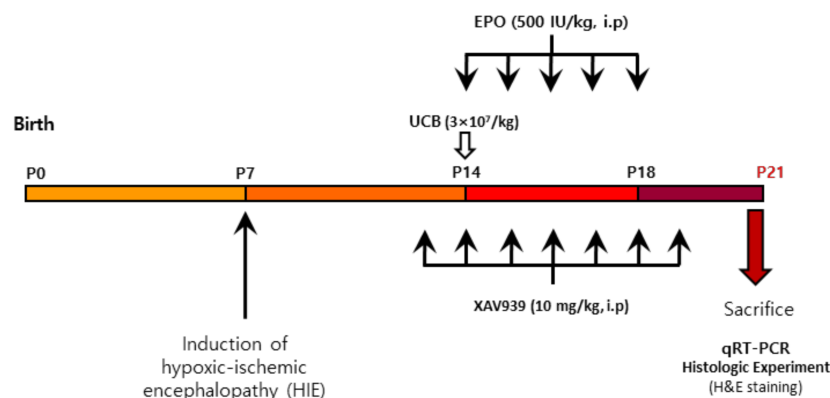 EPO (500 IU/kg, i.p)
Birth
UCB (3×10⁷/kg)
P0
P7
P14
P18
P21
XAV939 (10 mg/kg, i.p)
Induction of
hypoxic-ischemic
encephalopathy (HIE)
Sacrifice
qRT-PCR
Histologic Experiment
(H&E staining)